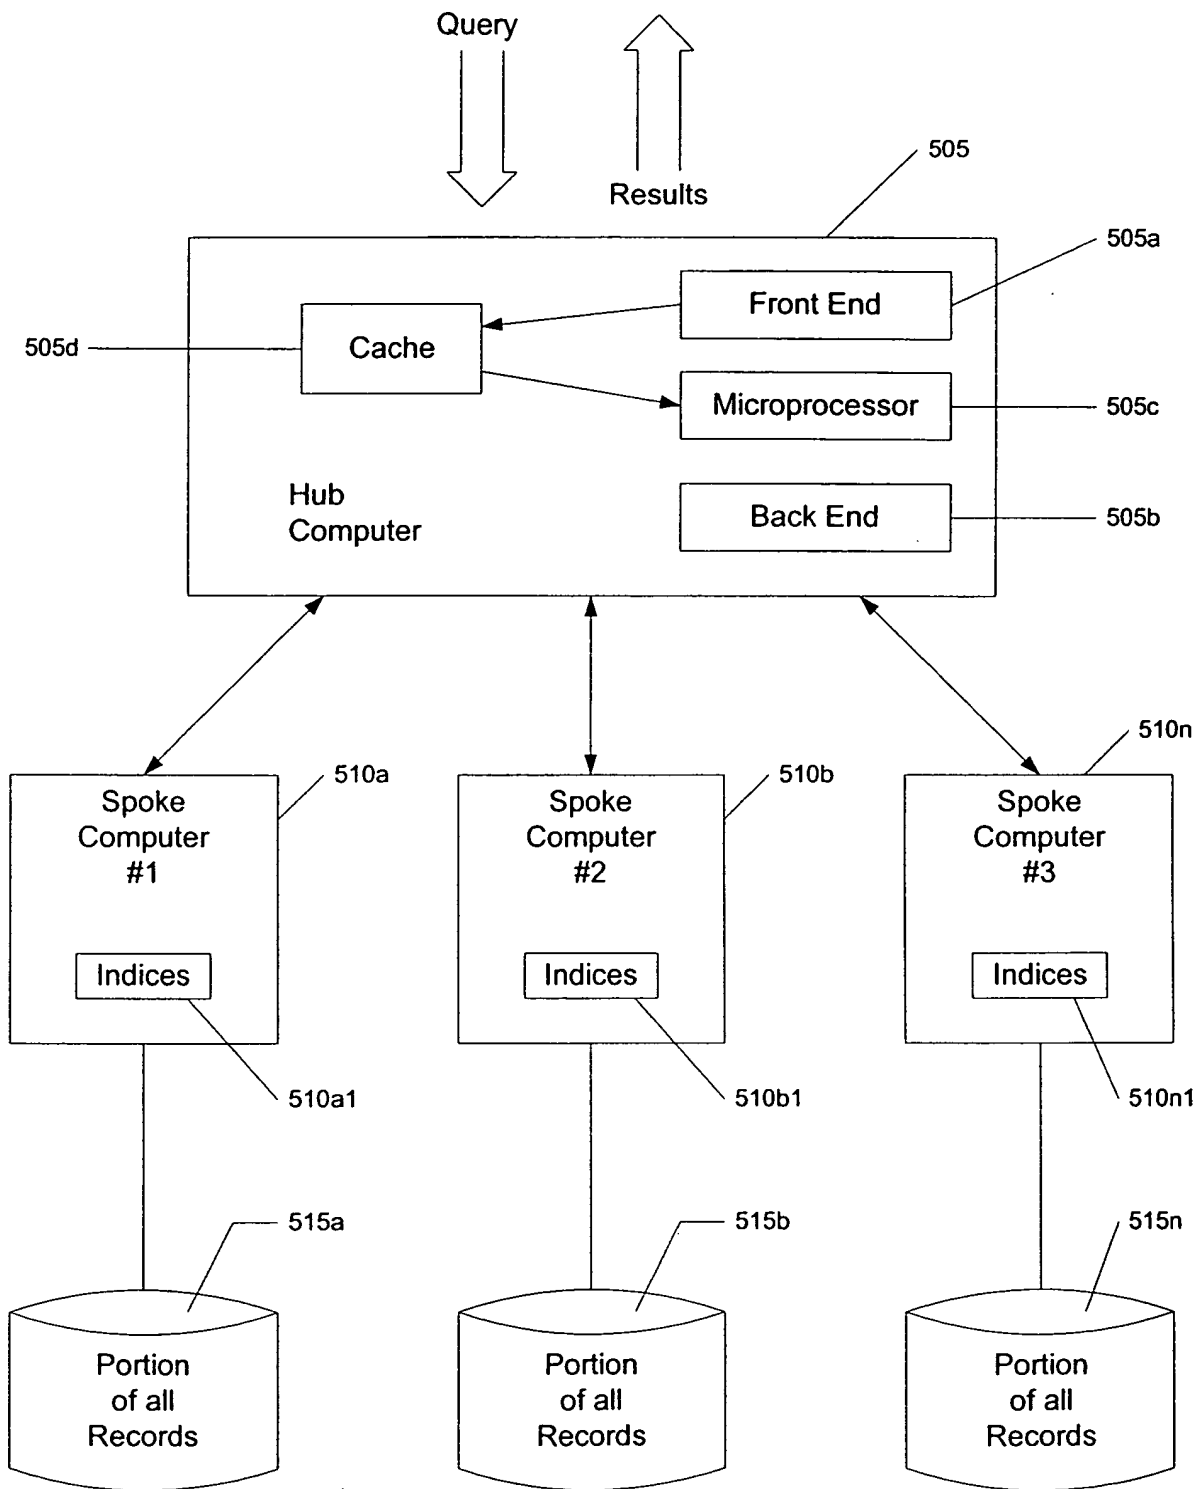 Query
Results
505
505a
Front End
Cache
505d
Microprocessor
505c
Hub
Computer
Back End
505b
510n
510a
510b
Spoke
Computer
#1
Spoke
Computer
#2
Spoke
Computer
#3
Indices
Indices
Indices
510a1
510b1
510n1
515a
515b
515n
Portion
of all
Records
Portion
of all
Records
Portion
of all
Records